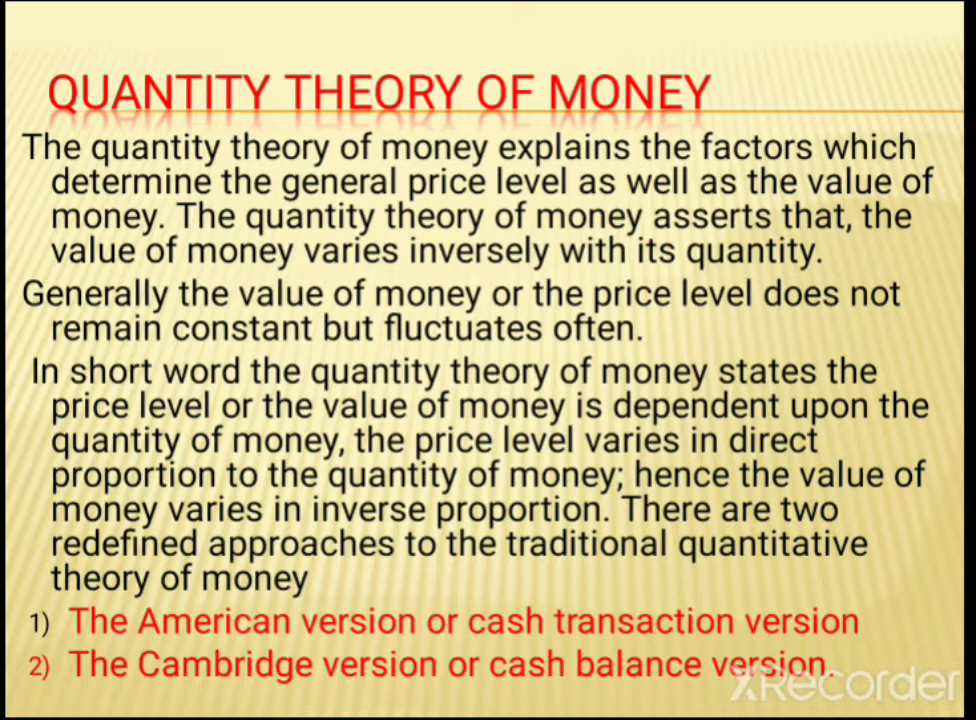 QUANTITY THEORY OF MONEY
The quantity theory of money explains the factors which
determine the general price level as well as the value of
money. The quantity theory of money asserts that, the
value of money varies inversely with its quantity.
Generally the value of money or the price level does not
remain constant but fluctuates often.
In short word the quantity theory of money states the
price level or the value of money is dependent upon the
quantity of money, the price level varies in direct
proportion to the quantity of money; hence the value of
money varies in inverse proportion. There are two
redefined approaches to the traditional quantitative
theory of money
1) The American version or cash transaction version
2) The Cambridge version or cash balance version.
XRecorder